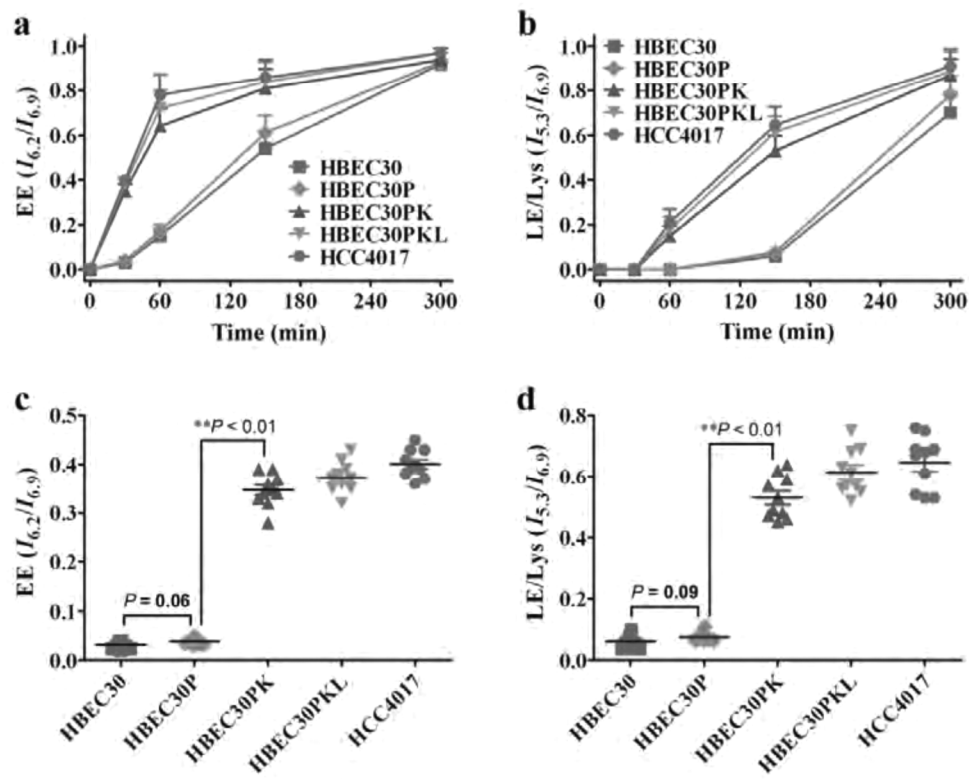 a
EE (I6.2/I6.9)
1.0
0.8
0.6
0.4
0.2
0.0
HBEC30
HBEC30P
HBEC30PK
HBEC30PKL
HCC4017
0 60 120 180 240 300
Time (min)
b
LE/Lys (I5.3/I6.9)
1.0
0.8
0.6
0.4
0.2
0.0
HBEC30
HBEC30P
HBEC30PK
HBEC30PKL
HCC4017
0 60 120 180 240 300
Time (min)
c
EE (I6.2/I6.9)
0.5
0.4
0.3
0.2
0.1
0.0
**P < 0.01
P = 0.06
HBEC30 HBEC30P HBEC30PK HBEC30PKL HCC4017
d
LE/Lys (I5.3/I6.9)
0.8
0.6
0.4
0.2
0.0
**P < 0.01
P = 0.09
HBEC30 HBEC30P HBEC30PK HBEC30PKL HCC4017